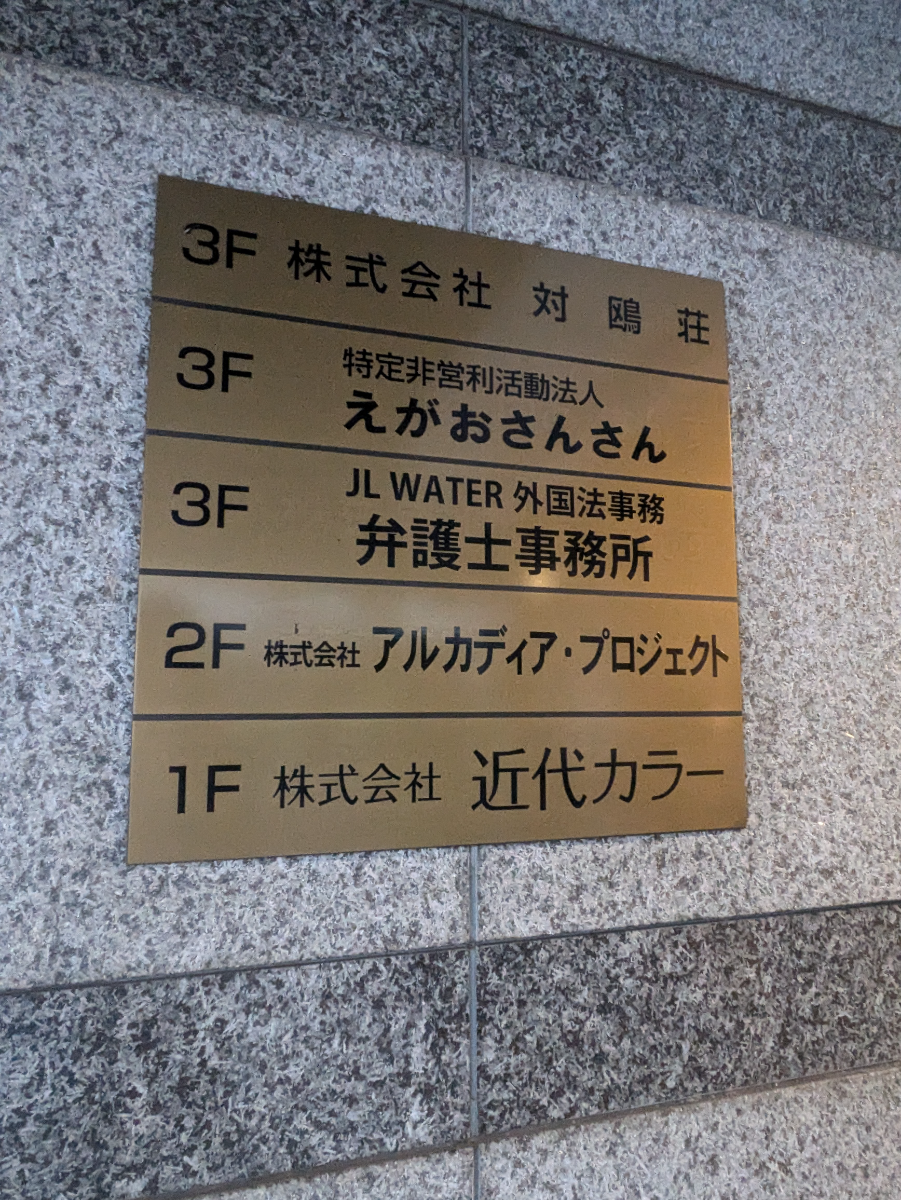 3F 株式会社 対鴎荘
3F 特定非営利活動法人
えがおさんさん
3F JL WATER 外国法事務
弁護士事務所
2F 株式会社 アルカディア・プロジェクト
1F 株式会社 近代カラー